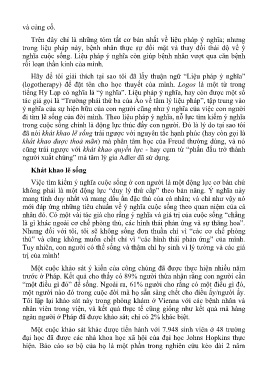 và củng cố.
Trên đây chỉ là những tóm tắt cơ bản nhất về liệu pháp ý nghĩa; nhưng
trong liệu pháp này, bệnh nhân thực sự đối mặt và thay đổi thái độ về ý
nghĩa cuộc sống. Liệu pháp ý nghĩa còn giúp bệnh nhân vượt qua căn bệnh
rối loạn thần kinh của mình.
Hãy để tôi giải thích tại sao tôi đã lấy thuật ngữ “Liệu pháp ý nghĩa”
(logotherapy) để đặt tên cho học thuyết của mình. Logos là một từ trong
tiếng Hy Lạp có nghĩa là “ý nghĩa”. Liệu pháp ý nghĩa, hay còn được một số
tác giả gọi là “Trường phái thứ ba của Áo về tâm lý liệu pháp”, tập trung vào
ý nghĩa của sự hiện hữu của con người cũng như ý nghĩa của việc con người
đi tìm lẽ sống của đời mình. Theo liệu pháp ý nghĩa, nỗ lực tìm kiếm ý nghĩa
trong cuộc sống chính là động lực thúc đẩy con người. Đó là lý do tại sao tôi
đã nói khát khao lẽ sống trái ngược với nguyên tắc hạnh phúc (hay còn gọi là
khát khao được thoả mãn) mà phân tâm học của Freud thường dùng, và nó
cũng trái ngược với khát khao quyền lực - hay cụm từ “phấn đấu trở thành
người xuất chúng” mà tâm lý gia Adler đã sử dụng.
Khát khao lẽ sống
Việc tìm kiếm ý nghĩa cuộc sống ở con người là một động lực cơ bản chứ
không phải là một động lực “duy lý thứ cấp” theo bản năng. Ý nghĩa này
mang tính duy nhất và mang dấu ấn đặc thù của cá nhân; và chỉ như vậy nó
mới đáp ứng những tiêu chuẩn về ý nghĩa cuộc sống theo quan niệm của cá
nhân đó. Có một vài tác giả cho rằng ý nghĩa và giá trị của cuộc sống “chẳng
là gì khác ngoài cơ chế phòng thủ, các hình thái phản ứng và sự thăng hoa”.
Nhưng đối với tôi, tôi sẽ không sống đơn thuần chỉ vì “các cơ chế phòng
thủ” và cũng không muốn chết chỉ vì “các hình thái phản ứng” của mình.
Tuy nhiên, con người có thể sống và thậm chí hy sinh vì lý tưởng và các giá
trị của mình!
Một cuộc khảo sát ý kiến của công chúng đã được thực hiện nhiều năm
trước ở Pháp. Kết quả cho thấy có 89% người thừa nhận rằng con người cần
“một điều gì đó” để sống. Ngoài ra, 61% người cho rằng có một điều gì đó,
một người nào đó trong cuộc đời mà họ sẵn sàng chết cho điều ấy/người ấy.
Tôi lặp lại khảo sát này trong phòng khám ở Vienna với các bệnh nhân và
nhân viên trong viện, và kết quả thực tế cũng giống như kết quả mà hàng
ngàn người ở Pháp đã được khảo sát; chỉ có 2% khác biệt.
Một cuộc khảo sát khác được tiến hành với 7.948 sinh viên ở 48 trường
đại học đã được các nhà khoa học xã hội của đại học Johns Hopkins thực
hiện. Báo cáo sơ bộ của họ là một phần trong nghiên cứu kéo dài 2 năm